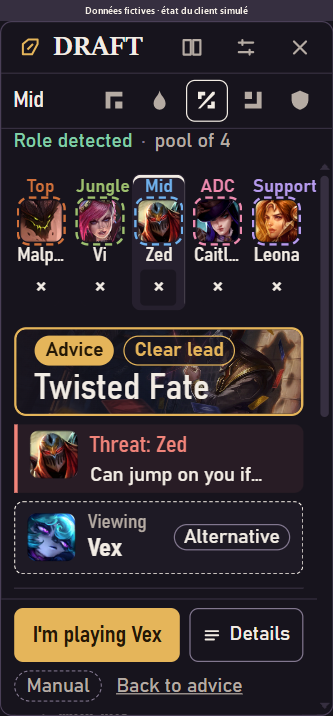 Données fictives · état du client simulé
DRAFT
Mid
Role detected · pool of 4
Top Jungle Mid ADC Support
Malp... Vi Zed Caitl... Leona
× × × × ×
Advice Clear lead
Twisted Fate
Threat: Zed
Can jump on you if...
Viewing
Vex
Alternative
I'm playing Vex
Details
Manual Back to advice